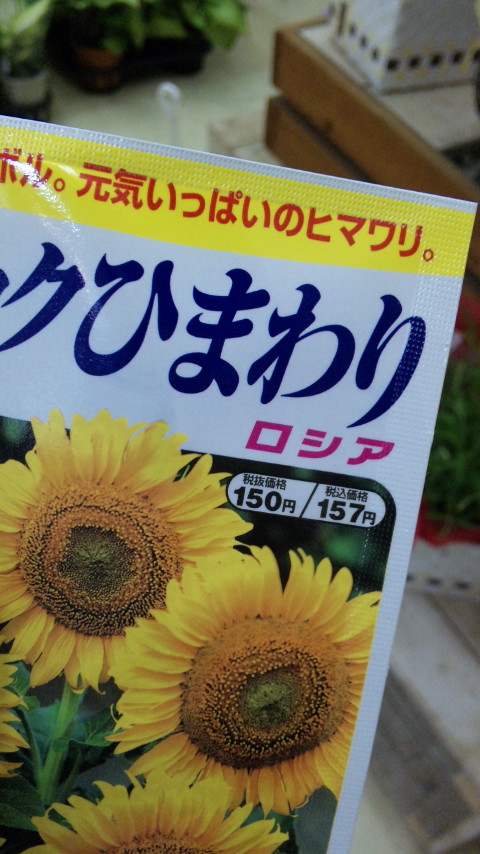 ボル。元気いっぱいのヒマワリ。
クひまわり
ロシア
税抜価格 150円 / 税込価格 157円